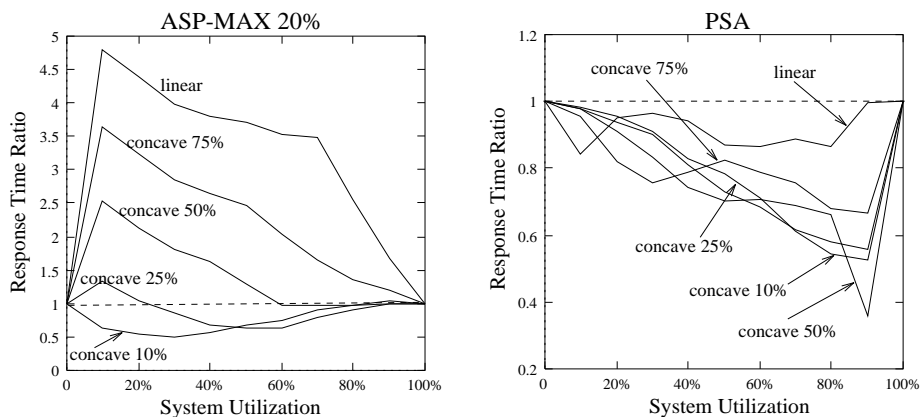 ASP-MAX 20%
5
4.5
4
3.5
3
2.5
2
1.5
1
0.5
0
Response Time Ratio
linear
concave 75%
concave 50%
concave 25%
concave 10%
0
20%
40%
60%
80%
100%
System Utilization
PSA
1.2
1
0.8
0.6
0.4
0.2
Response Time Ratio
concave 75%
linear
concave 25%
concave 10%
concave 50%
0
20%
40%
60%
80%
100%
System Utilization